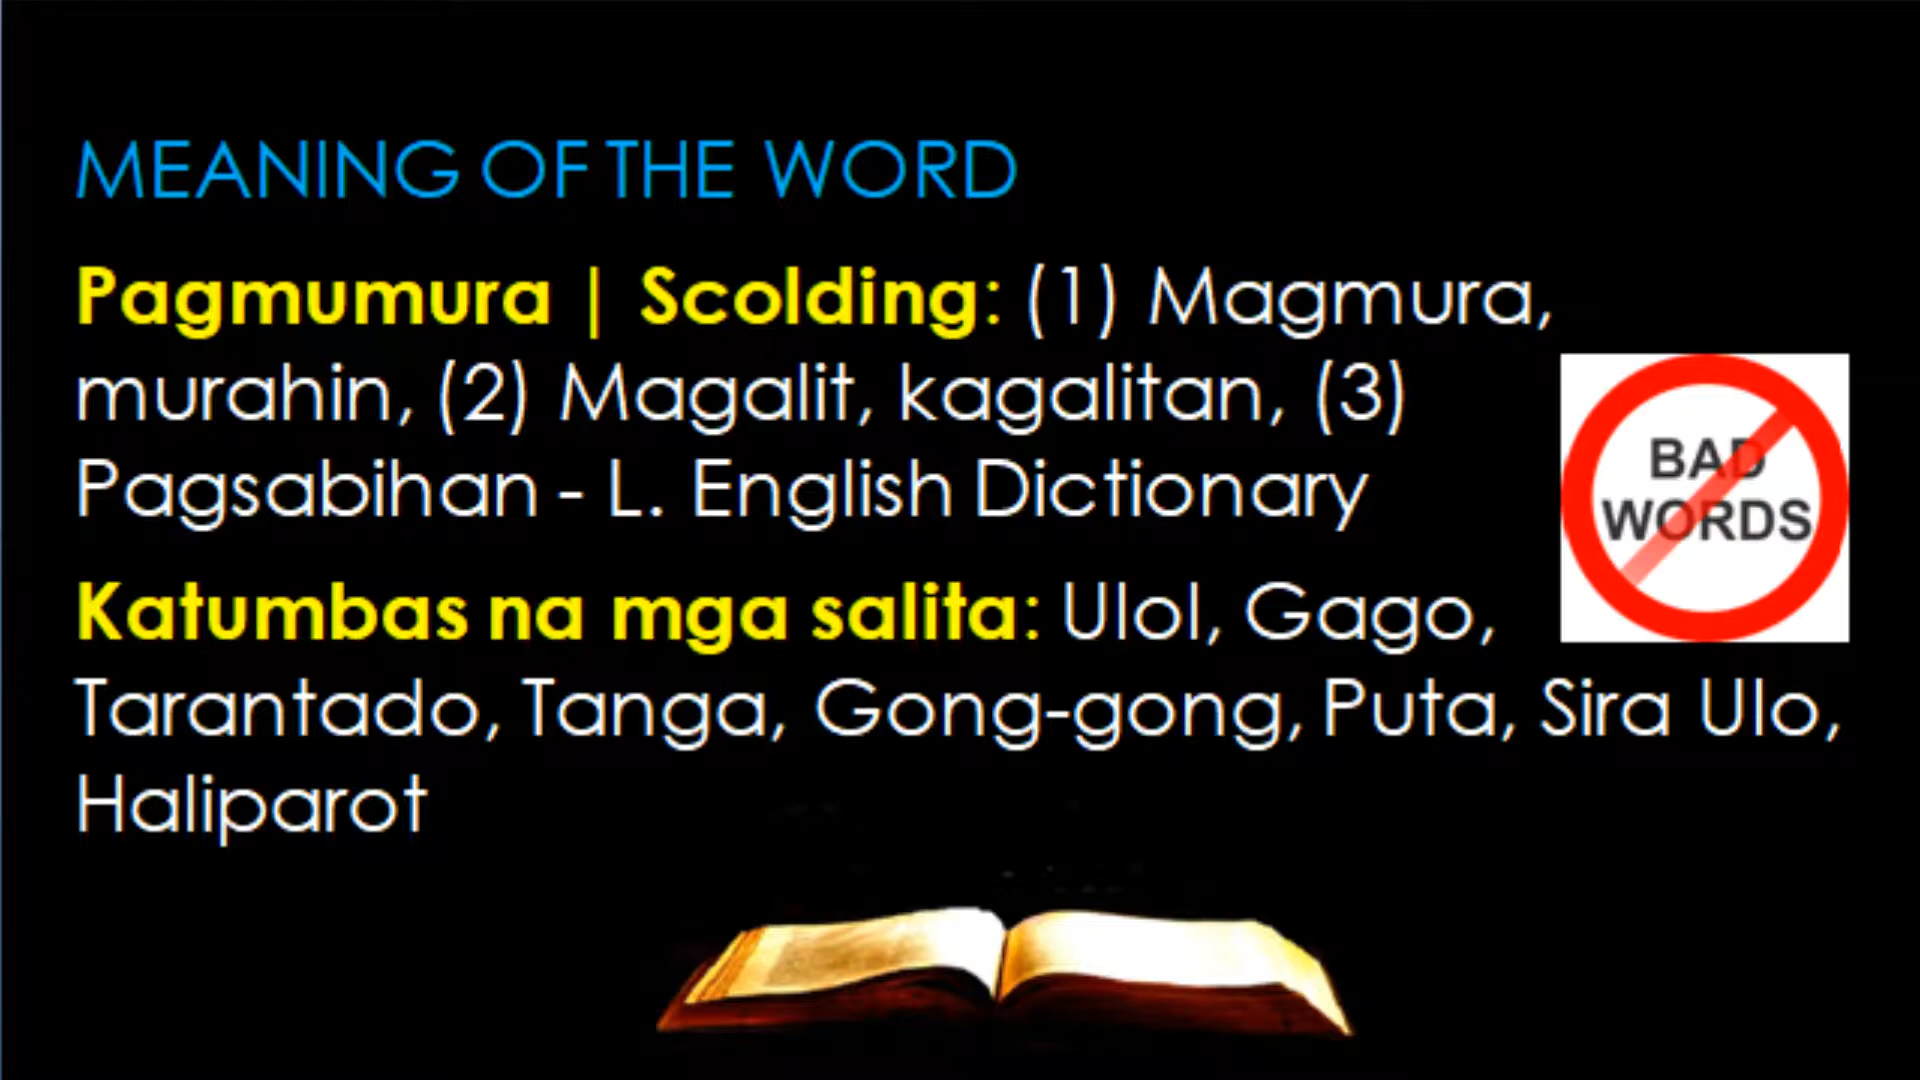 MEANING OF THE WORD
Pagmumura | Scolding: (1) Magmura,
murahin, (2) Magalit, kagalitan, (3)
Pagsabihan - L. English Dictionary
BAD
WORDS
Katumbas na mga salita: Ulol, Gago,
Tarantado, Tanga, Gong-gong, Puta, Sira Ulo,
Haliparot